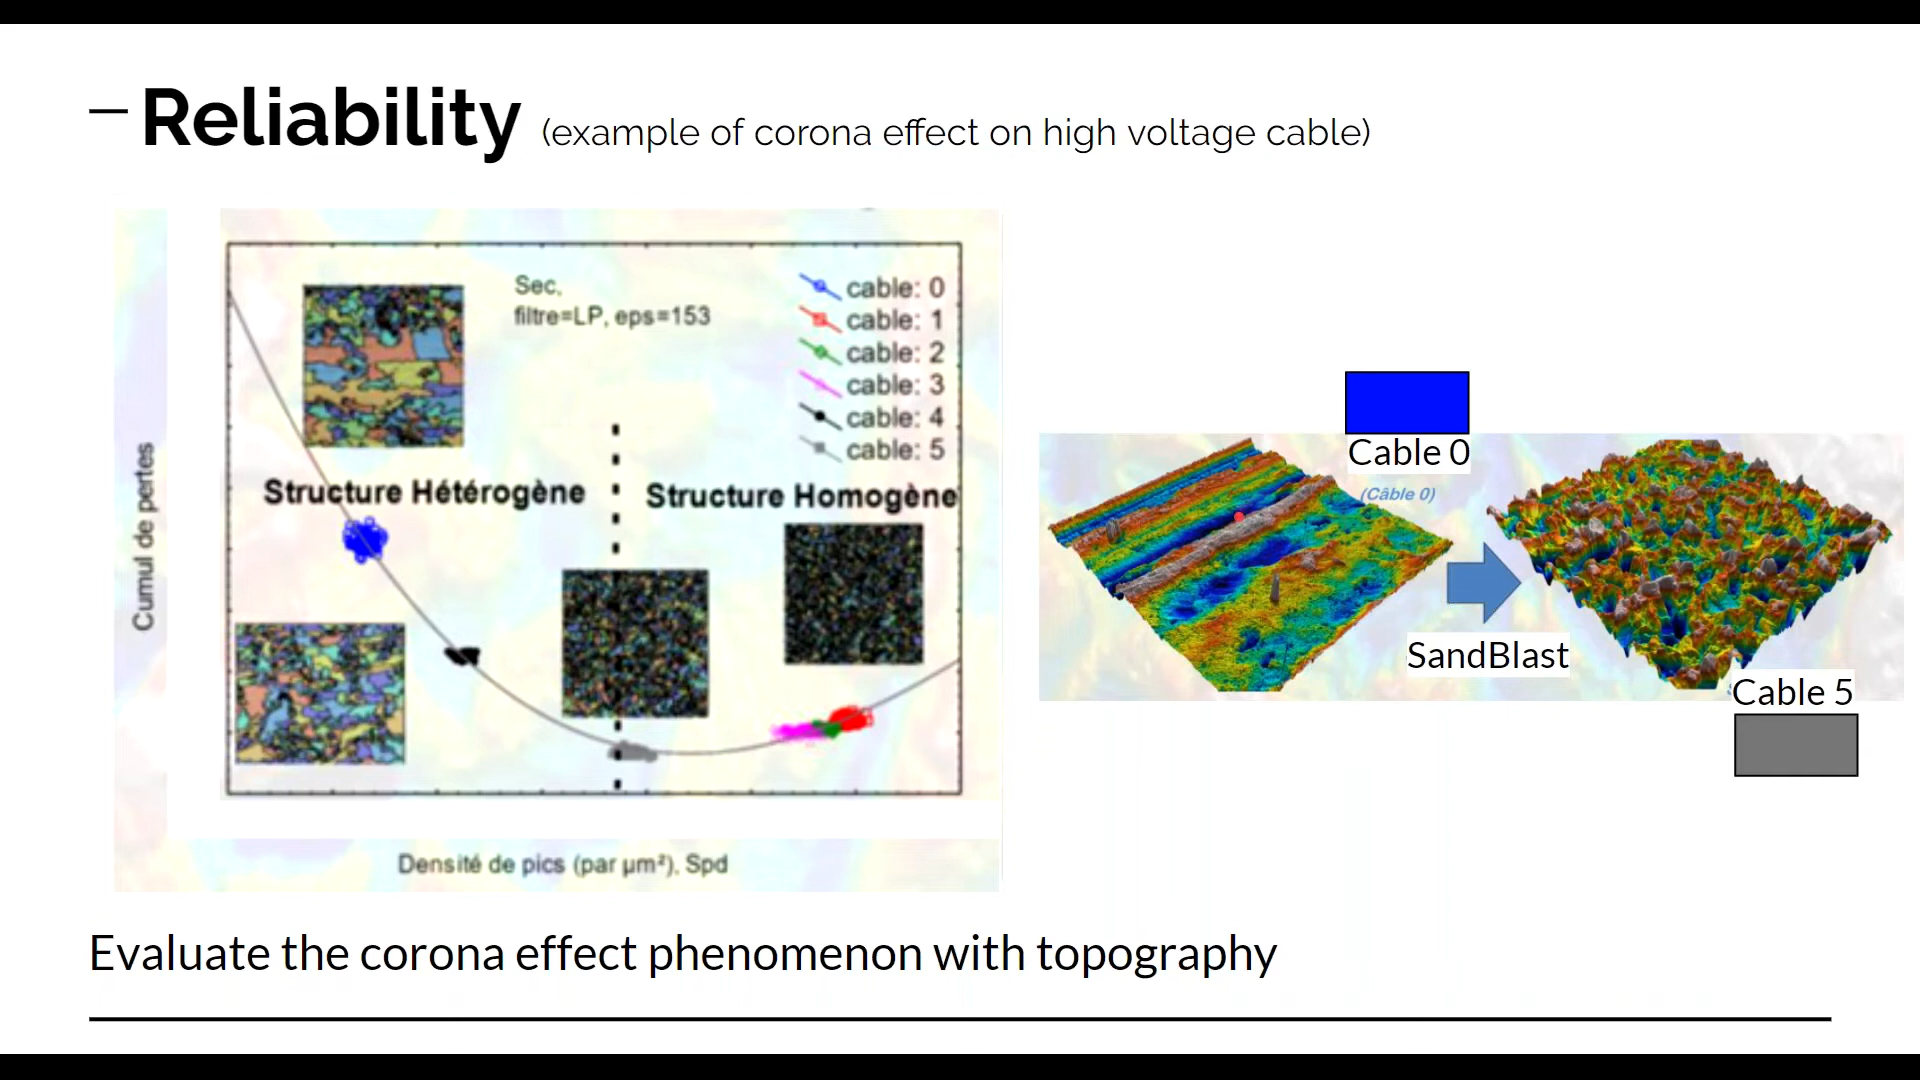 Reliability (example of corona effect on high voltage cable)
Sec,
filtre=LP, eps=153
cable: 0
cable: 1
cable: 2
cable: 3
cable: 4
cable: 5
Structure Hétérogène
Structure Homogène
Cumul de pertes
Densité de pics (par µm²), Spd
Cable 0
(Câble 0)
SandBlast
Cable 5
Evaluate the corona effect phenomenon with topography